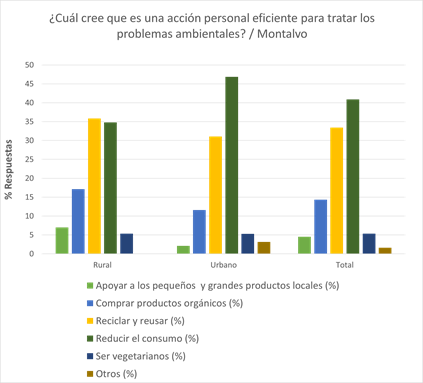 ¿Cuál cree que es una acción personal eficiente para tratar los
problemas ambientales? / Montalvo
50
45
40
35
30
25
20
15
10
5
0
% Respuestas
Rural
Urbano
Total
Apoyar a los pequeños y grandes productos locales (%)
Comprar productos orgánicos (%)
Reciclar y reusar (%)
Reducir el consumo (%)
Ser vegetarianos (%)
Otros (%)